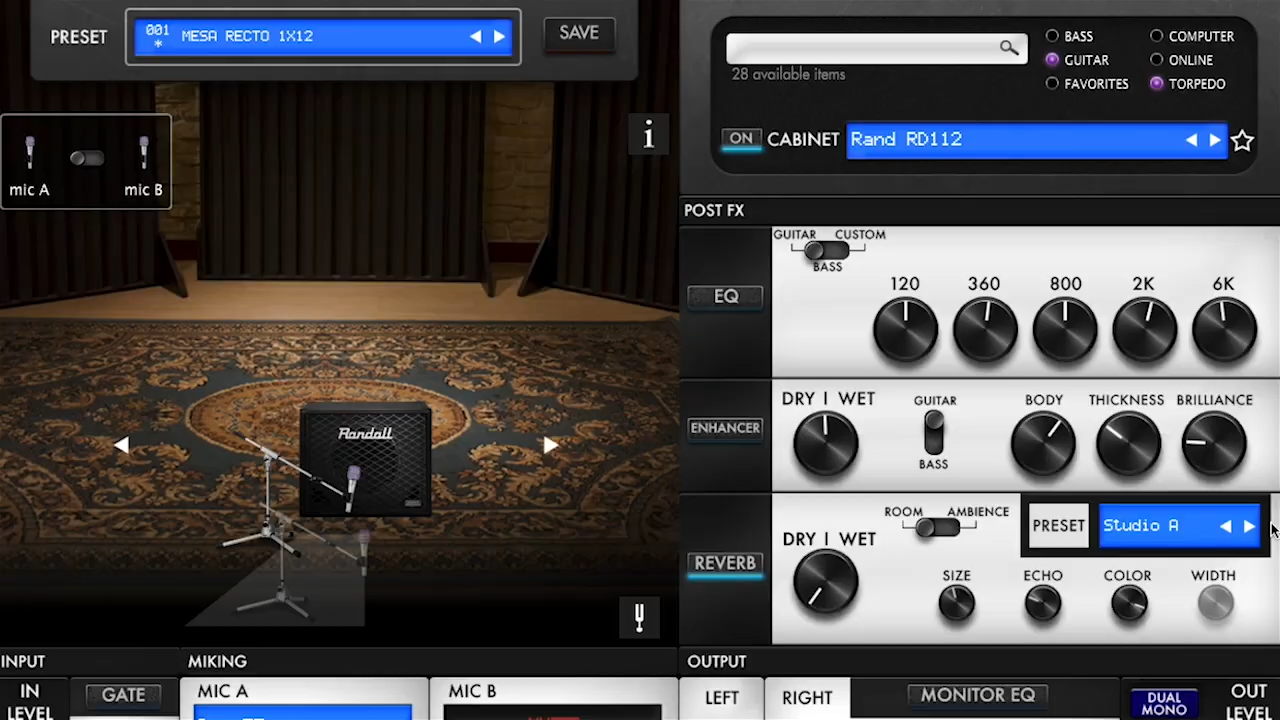 PRESET
001
*
MESA RECTO 1X12
SAVE
28 available items
BASS
GUITAR
FAVORITES
COMPUTER
ONLINE
TORPEDO
ON
CABINET
Rand RD112
i
mic A
mic B
Randall
POST FX
EQ
GUITAR
CUSTOM
BASS
120
360
800
2K
6K
ENHANCER
DRY | WET
GUITAR
BASS
BODY
THICKNESS
BRILLIANCE
REVERB
DRY | WET
ROOM
AMBIENCE
PRESET
Studio A
SIZE
ECHO
COLOR
WIDTH
INPUT
IN
LEVEL
GATE
MIKING
MIC A
MIC B
OUTPUT
LEFT
RIGHT
MONITOR EQ
DUAL
MONO
OUT
LEVEL